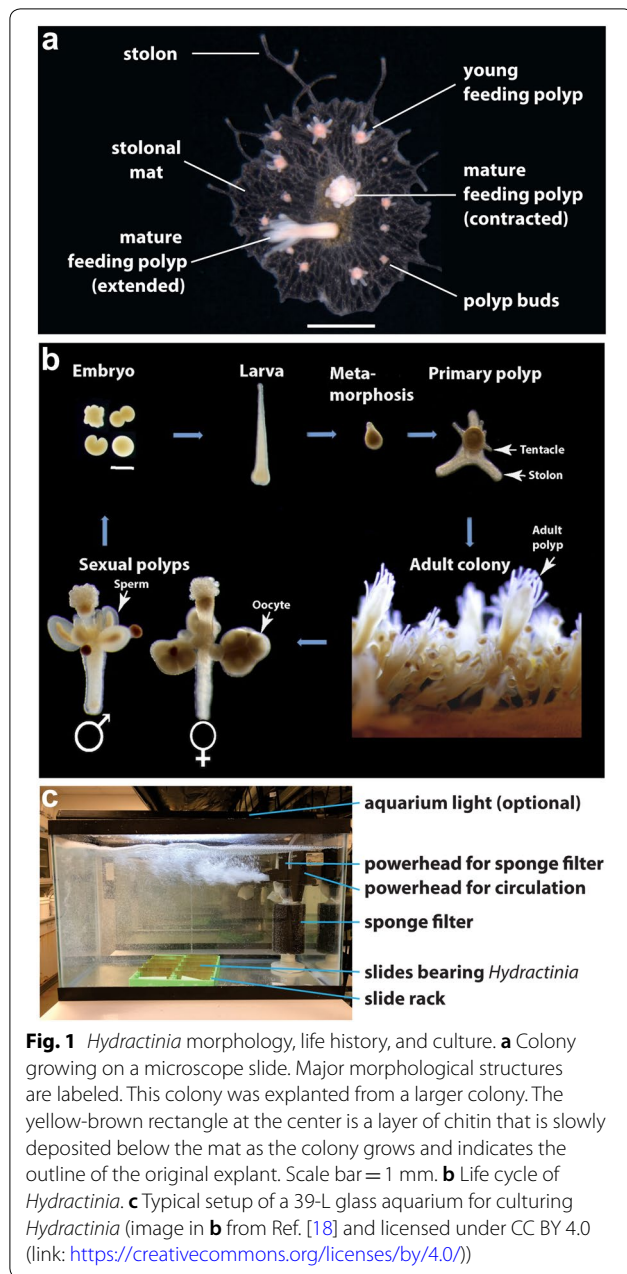 a
stolon
young
feeding polyp
stolonal
mat
mature
feeding polyp
(contracted)
mature
feeding polyp
(extended)
polyp buds
b
Embryo
Larva
Meta-
morphosis
Primary polyp
Tentacle
Stolon
Sexual polyps
Sperm
Oocyte
Adult colony
Adult
polyp
♂
♀
c
aquarium light (optional)
powerhead for sponge filter
powerhead for circulation
sponge filter
slides bearing Hydractinia
slide rack
Fig. 1 Hydractinia morphology, life history, and culture. a Colony
growing on a microscope slide. Major morphological structures
are labeled. This colony was explanted from a larger colony. The
yellow-brown rectangle at the center is a layer of chitin that is slowly
deposited below the mat as the colony grows and indicates the
outline of the original explant. Scale bar = 1 mm. b Life cycle of
Hydractinia. c Typical setup of a 39-L glass aquarium for culturing
Hydractinia (image in b from Ref. [18] and licensed under CC BY 4.0
(link: https://creativecommons.org/licenses/by/4.0/))